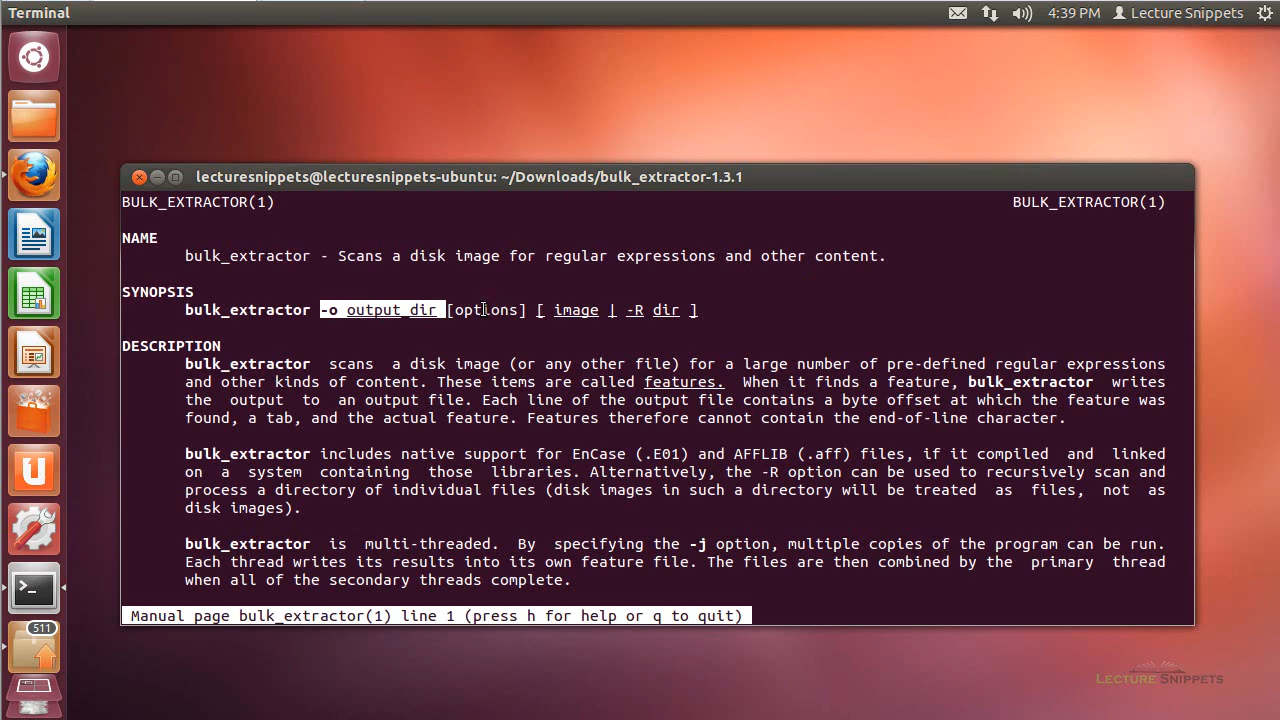 Terminal
4:39 PM Lecture Snippets
lecturesnippets@lecturesnippets-ubuntu: ~/Downloads/bulk_extractor-1.3.1
BULK_EXTRACTOR(1) BULK_EXTRACTOR(1)
NAME
bulk_extractor - Scans a disk image for regular expressions and other content.
SYNOPSIS
bulk_extractor -o output_dir [options] [ image | -R dir ]
DESCRIPTION
bulk_extractor scans a disk image (or any other file) for a large number of pre-defined regular expressions
and other kinds of content. These items are called features. When it finds a feature, bulk_extractor writes
the output to an output file. Each line of the output file contains a byte offset at which the feature was
found, a tab, and the actual feature. Features therefore cannot contain the end-of-line character.
bulk_extractor includes native support for EnCase (.E01) and AFFLIB (.aff) files, if it compiled and linked
on a system containing those libraries. Alternatively, the -R option can be used to recursively scan and
process a directory of individual files (disk images in such a directory will be treated as files, not as
disk images).
bulk_extractor is multi-threaded. By specifying the -j option, multiple copies of the program can be run.
Each thread writes its results into its own feature file. The files are then combined by the primary thread
when all of the secondary threads complete.
Manual page bulk_extractor(1) line 1 (press h for help or q to quit)
511
LECTURE SNIPPETS